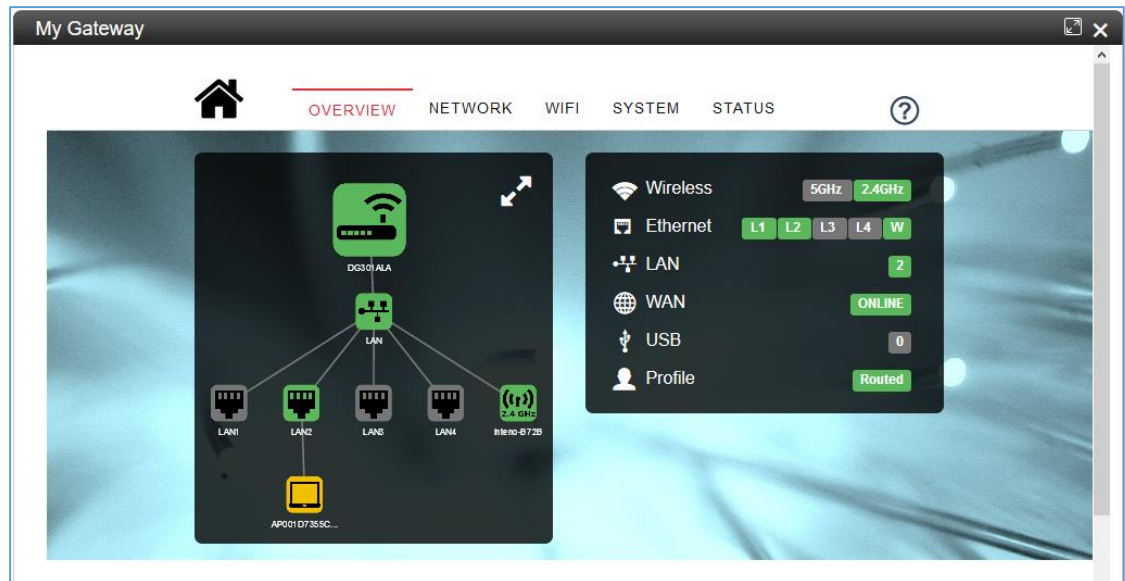 My Gateway
OVERVIEW NETWORK WIFI SYSTEM STATUS
DG301ALA
LAN
LAN1 LAN2 LAN3 LAN4 Inteno-B72B
2.4 GHz
AP001D7355C...
Wireless 5GHz 2.4GHz
Ethernet L1 L2 L3 L4 W
LAN 2
WAN ONLINE
USB 0
Profile Routed